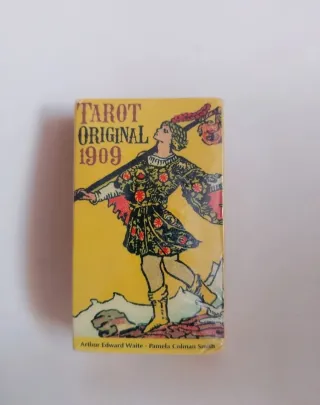 TAROT
ORIGINAL
1909
Arthur Edward Waite - Pamela Colman Smith